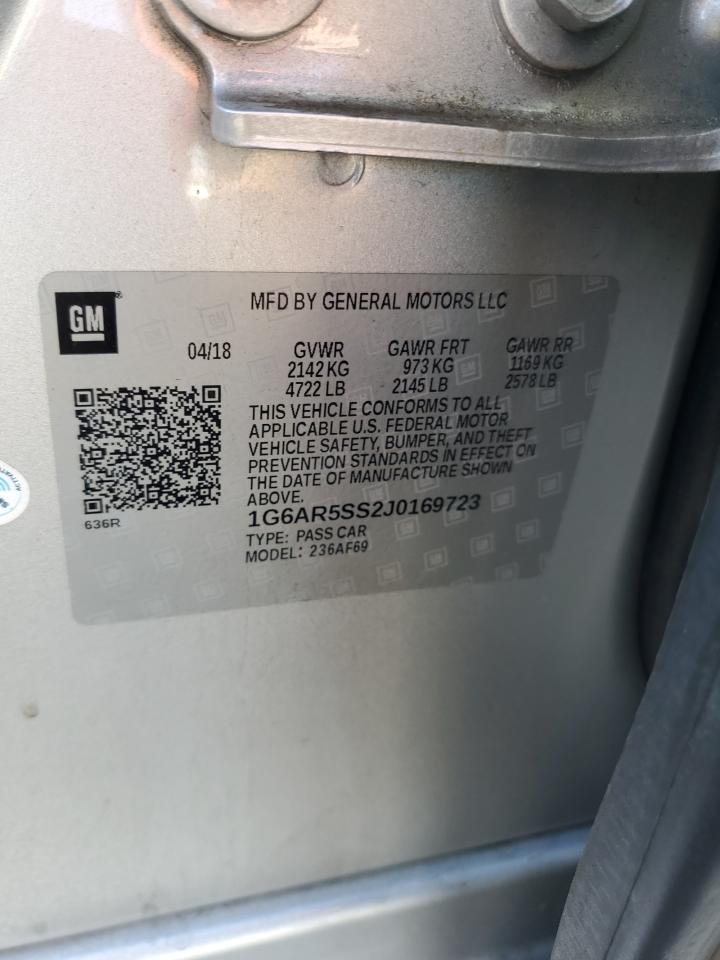 GM
MFD BY GENERAL MOTORS LLC
04/18 GVWR GAWR FRT GAWR RR
2142 KG 973 KG 1169 KG
4722 LB 2145 LB 2578 LB
THIS VEHICLE CONFORMS TO ALL
APPLICABLE U.S. FEDERAL MOTOR
VEHICLE SAFETY, BUMPER, AND THEFT
PREVENTION STANDARDS IN EFFECT ON
THE DATE OF MANUFACTURE SHOWN
ABOVE.
636R
1G6AR5SS2J0169723
TYPE: PASS CAR
MODEL: 236AF69